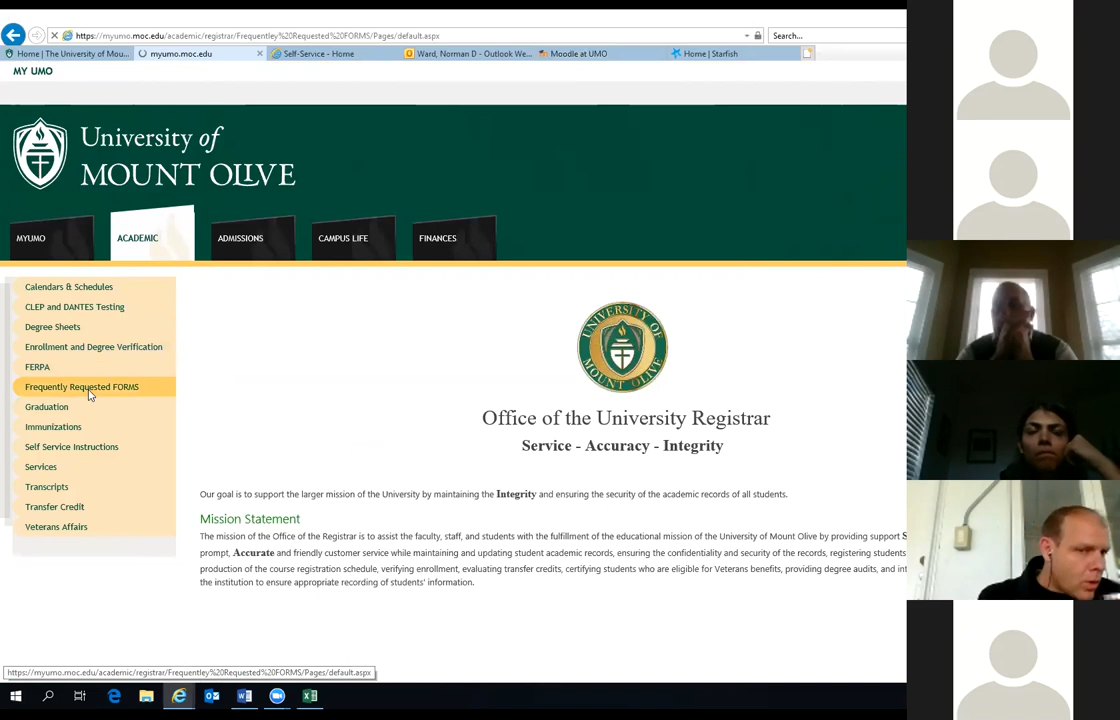 https://myumo.moc.edu/academic/registrar/Frequentley%20Requested%20FORMS/Pages/default.aspx
Search...
Home | The University of Mou...
myumo.moc.edu
Self-Service - Home
Ward, Norman D - Outlook We...
Moodle at UMO
Home | Starfish
MY UMO
University of
MOUNT OLIVE
MYUMO
ACADEMIC
ADMISSIONS
CAMPUS LIFE
FINANCES
Calendars & Schedules
CLEP and DANTES Testing
Degree Sheets
Enrollment and Degree Verification
FERPA
Frequently Requested FORMS
Graduation
Immunizations
Self Service Instructions
Services
Transcripts
Transfer Credit
Veterans Affairs
UNIVERSITY OF
MOUNT OLIVE
Office of the University Registrar
Service - Accuracy - Integrity
Our goal is to support the larger mission of the University by maintaining the Integrity and ensuring the security of the academic records of all students.
Mission Statement
The mission of the Office of the Registrar is to assist the faculty, staff, and students with the fulfillment of the educational mission of the University of Mount Olive by providing support S
prompt, Accurate and friendly customer service while maintaining and updating student academic records, ensuring the confidentiality and security of the records, registering students
production of the course registration schedule, verifying enrollment, evaluating transfer credits, certifying students who are eligible for Veterans benefits, providing degree audits, and int
the institution to ensure appropriate recording of students' information.
https://myumo.moc.edu/academic/registrar/Frequentley%20Requested%20FORMS/Pages/default.aspx